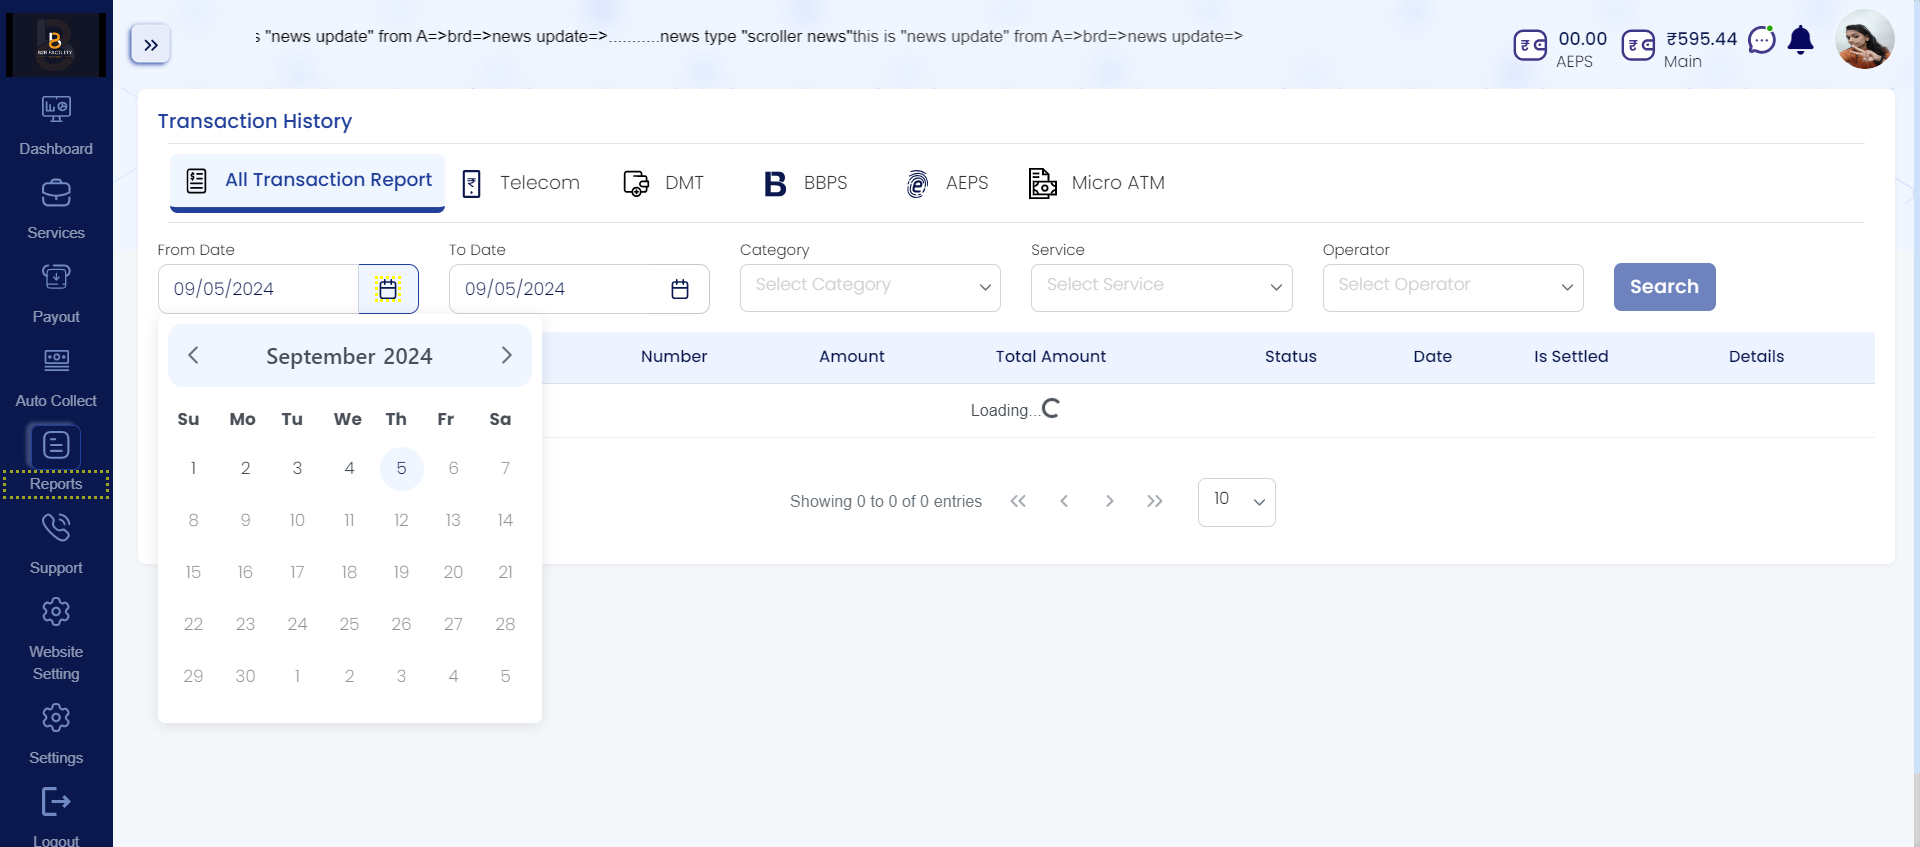 B2B FACILITY
s "news update" from A=>brd=>news update=>..........news type "scroller news"this is "news update" from A=>brd=>news update=>
00.00
AEPS
₹595.44
Main
Dashboard
Services
Payout
Auto Collect
Reports
Support
Website
Setting
Settings
Logout
Transaction History
All Transaction Report Telecom DMT BBPS AEPS Micro ATM
From Date To Date Category Service Operator
09/05/2024 09/05/2024 Select Category Select Service Select Operator Search
Number Amount Total Amount Status Date Is Settled Details
Loading...
Showing 0 to 0 of 0 entries 10
September 2024
Su Mo Tu We Th Fr Sa
1 2 3 4 5 6 7
8 9 10 11 12 13 14
15 16 17 18 19 20 21
22 23 24 25 26 27 28
29 30 1 2 3 4 5